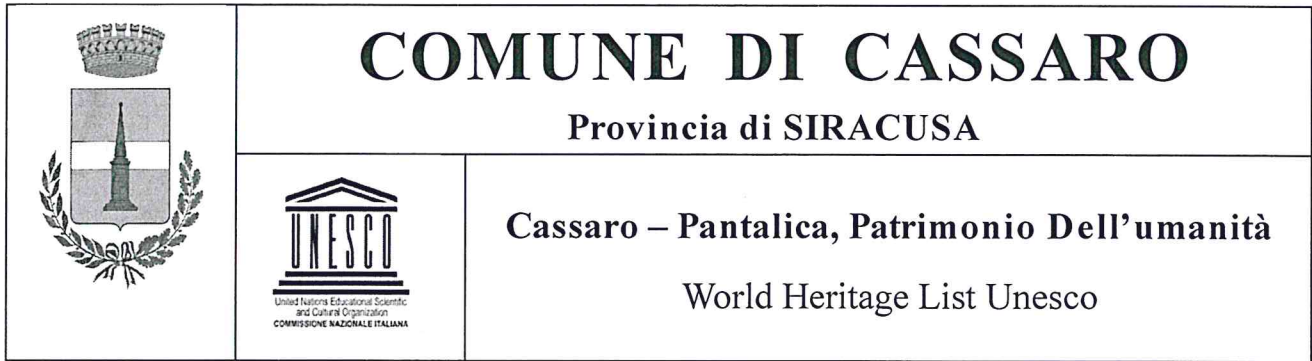 COMUNE DI CASSARO
Provincia di SIRACUSA
UNESCO
United Nations Educational Scientific
and Cultural Organization
COMMISSIONE NAZIONALE ITALIANA
Cassaro – Pantalica, Patrimonio Dell'umanità
World Heritage List Unesco